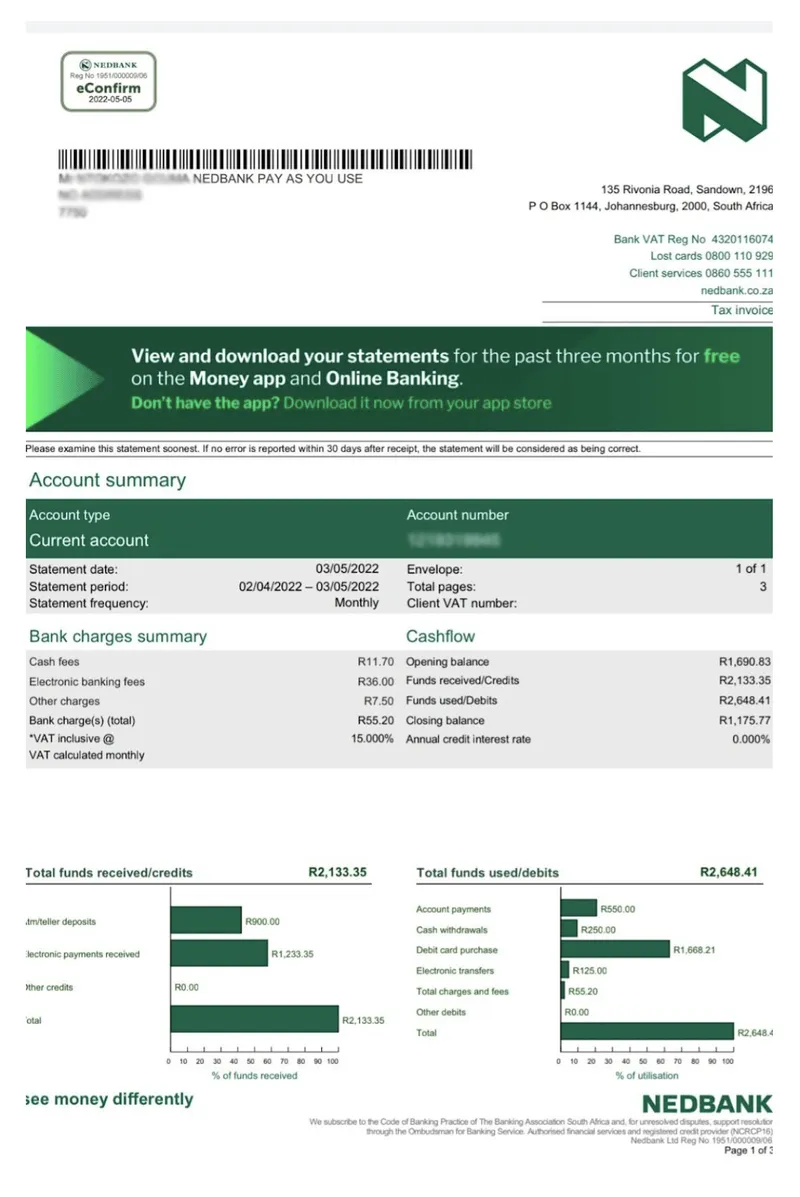 NEDBANK
Reg No 1951/000009/06
eConfirm
2022-05-05
NEDBANK PAY AS YOU USE
135 Rivonia Road, Sandown, 2196
P O Box 1144, Johannesburg, 2000, South Africa
Bank VAT Reg No 4320116074
Lost cards 0800 110 929
Client services 0860 555 111
nedbank.co.za
Tax invoice
View and download your statements for the past three months for free
on the Money app and Online Banking.
Don't have the app? Download it now from your app store
Please examine this statement soonest. If no error is reported within 30 days after receipt, the statement will be considered as being correct.
Account summary
Account type Account number
Current account
Statement date: 03/05/2022 Envelope: 1 of 1
Statement period: 02/04/2022 – 03/05/2022 Total pages: 3
Statement frequency: Monthly Client VAT number:
Bank charges summary Cashflow
Cash fees R11.70 Opening balance R1,690.83
Electronic banking fees R36.00 Funds received/Credits R2,133.35
Other charges R7.50 Funds used/Debits R2,648.41
Bank charge(s) (total) R55.20 Closing balance R1,175.77
*VAT inclusive @ 15.000% Annual credit interest rate 0.000%
VAT calculated monthly
Total funds received/credits R2,133.35
tm/teller deposits R900.00
lectronic payments received R1,233.35
ther credits R0.00
otal R2,133.35
0 10 20 30 40 50 60 70 80 90 100
% of funds received
Total funds used/debits R2,648.41
Account payments R550.00
Cash withdrawals R250.00
Debit card purchase R1,668.21
Electronic transfers R125.00
Total charges and fees R55.20
Other debits R0.00
Total R2,648.4
0 10 20 30 40 50 60 70 80 90 100
% of utilisation
see money differently
NEDBANK
We subscribe to the Code of Banking Practice of The Banking Association South Africa and, for unresolved disputes, support resolution
through the Ombudsman for Banking Service. Authorised financial services and registered credit provider (NCRCP16)
Nedbank Ltd Reg No 1951/000009/06
Page 1 of 3